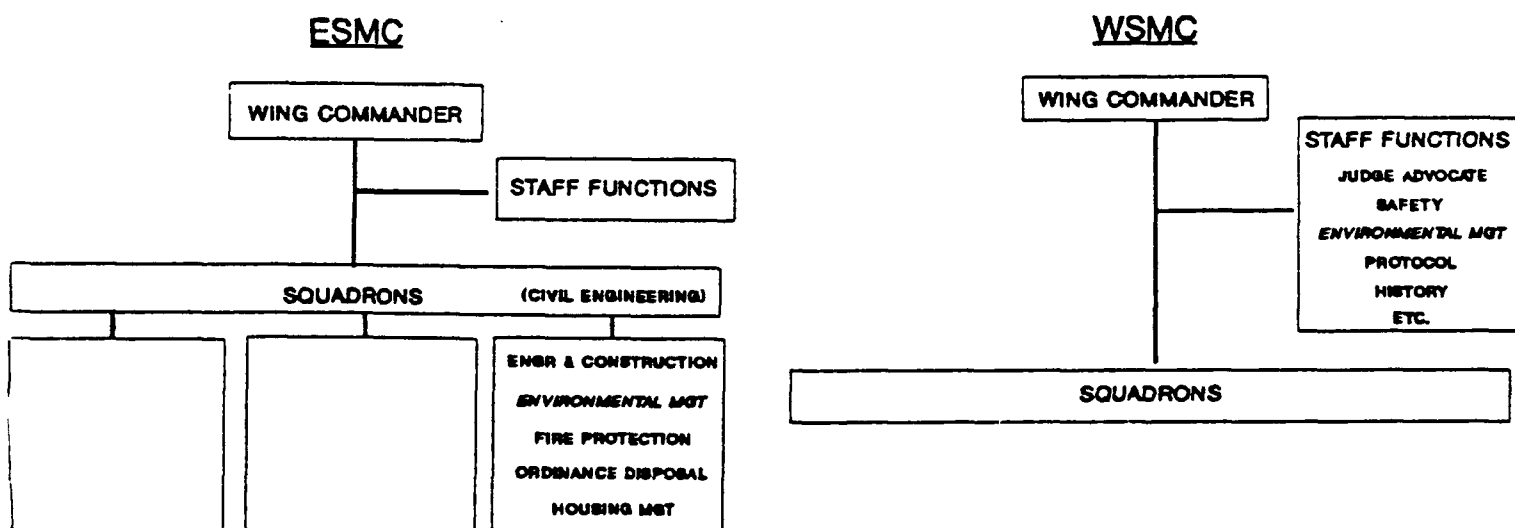 ESMC
WING COMMANDER
STAFF FUNCTIONS
SQUADRONS (CIVIL ENGINEERING)
ENGR & CONSTRUCTION
ENVIRONMENTAL MGT
FIRE PROTECTION
ORDINANCE DISPOSAL
HOUSING MGT
WSMC
WING COMMANDER
STAFF FUNCTIONS
JUDGE ADVOCATE
SAFETY
ENVIRONMENTAL MGT
PROTOCOL
HISTORY
ETC.
SQUADRONS